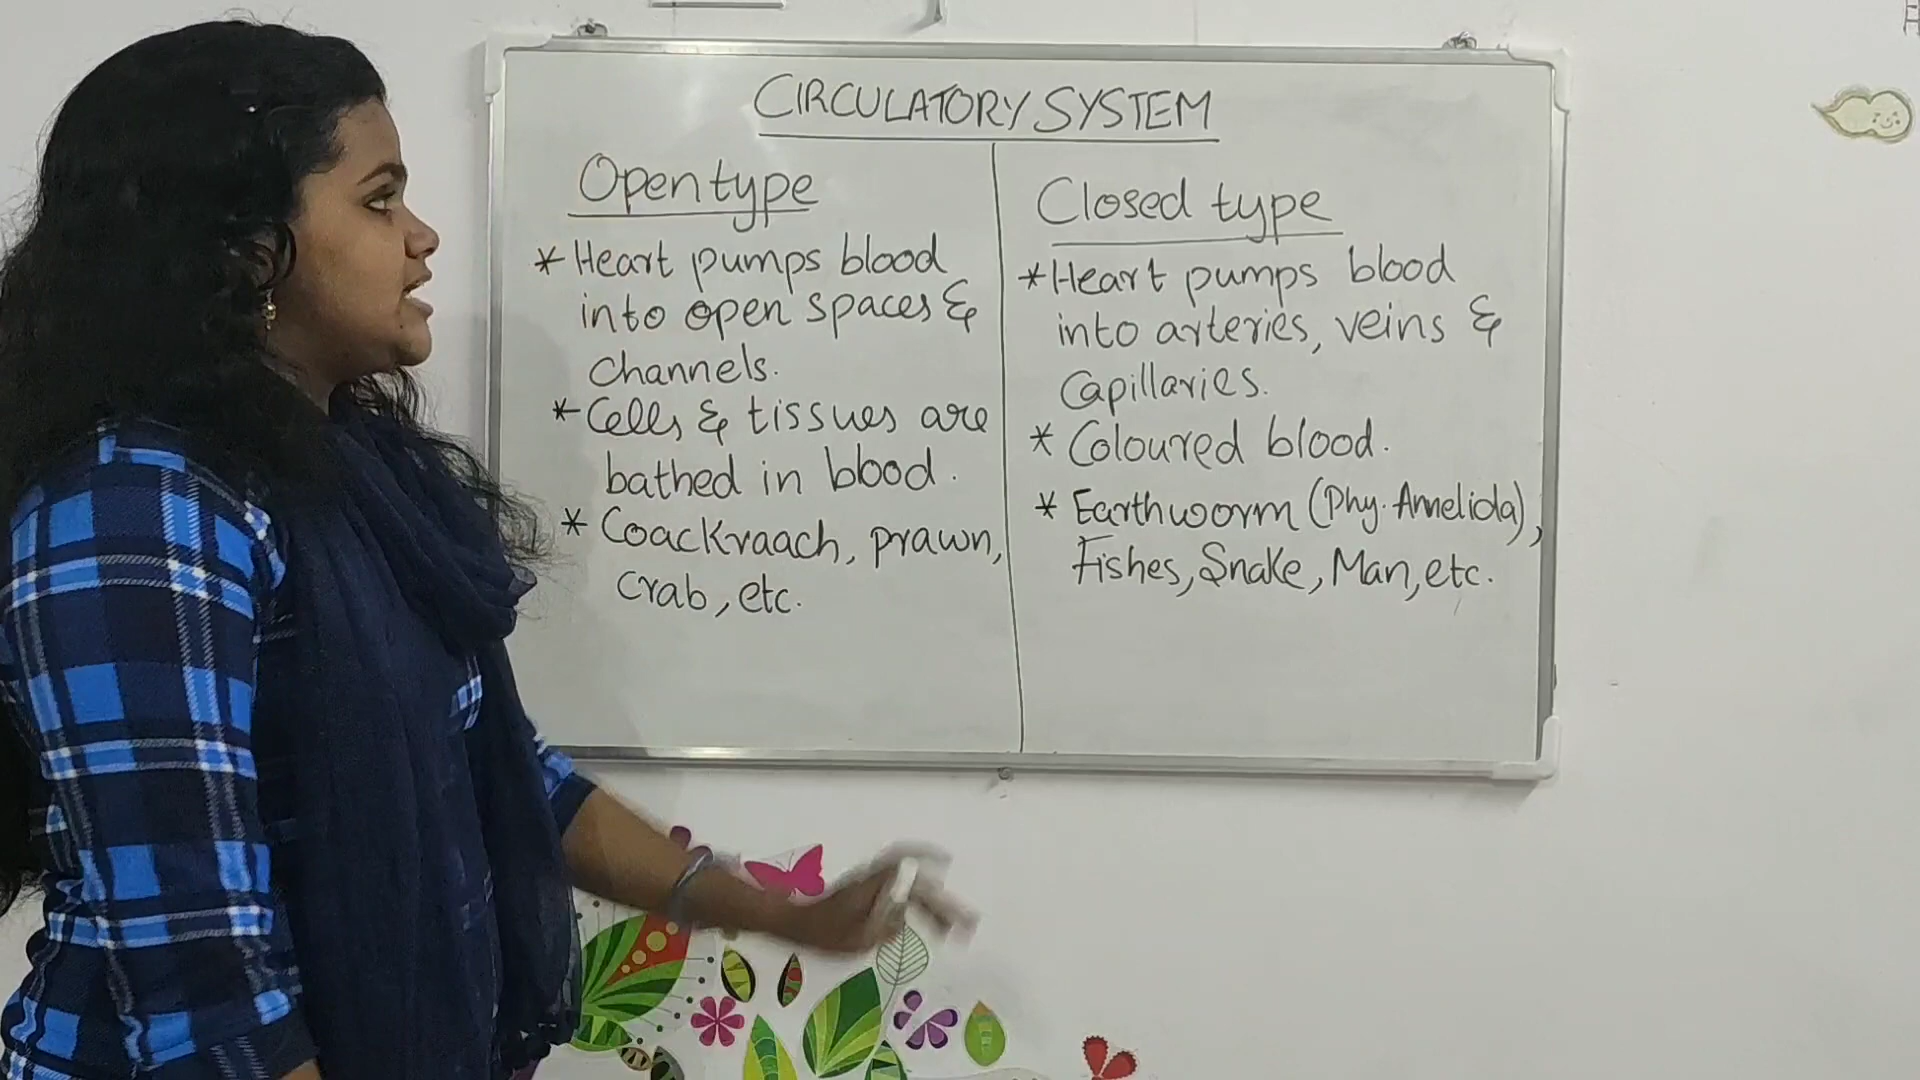 CIRCULATORY SYSTEM
Open type
* Heart pumps blood
into open spaces &
channels.
* Cells & tissues are
bathed in blood.
* Coackraach, prawn,
crab, etc.
Closed type
* Heart pumps blood
into arteries, veins &
Capillaries.
* Coloured blood.
* Earthworm (Phy. Annelida),
Fishes, Snake, Man, etc.